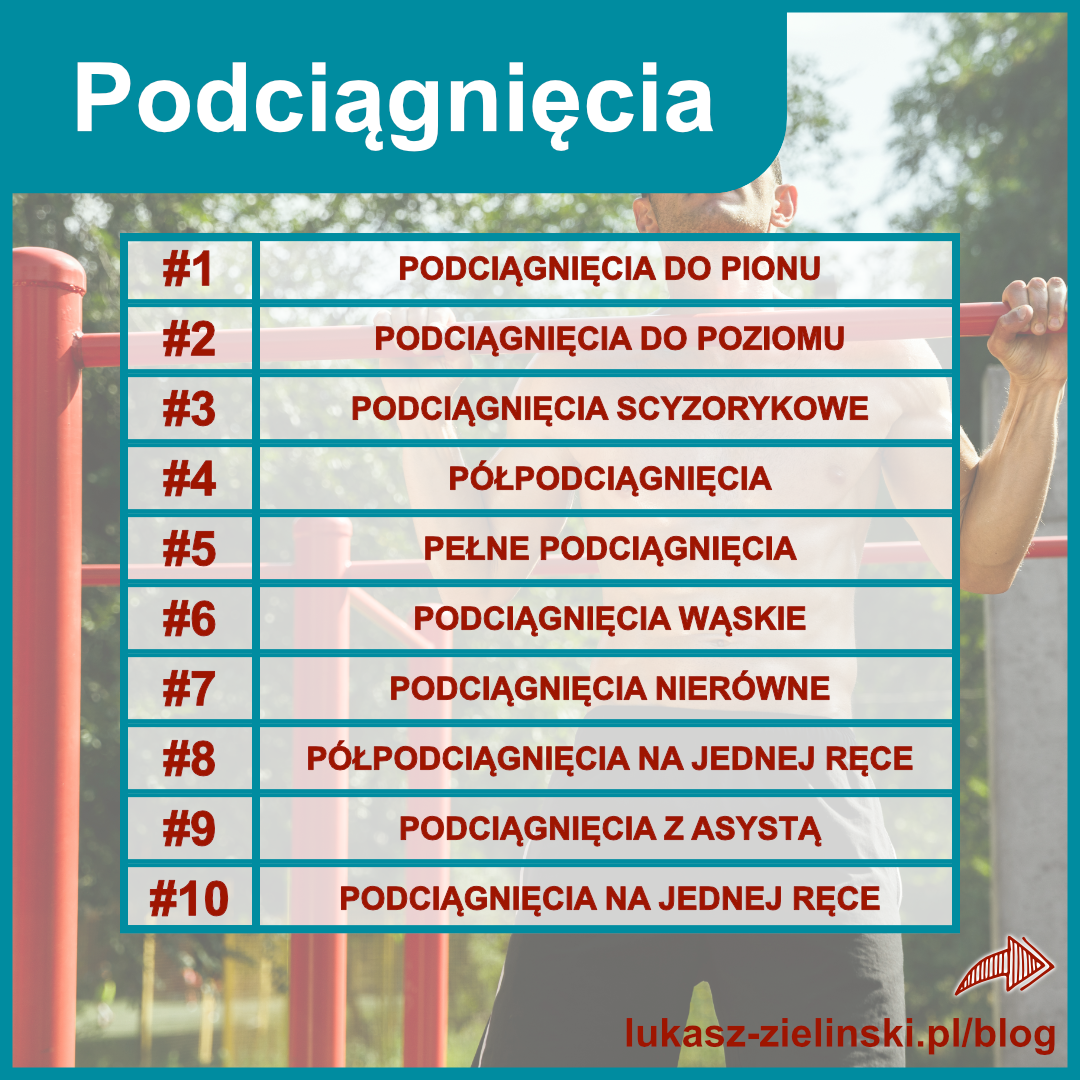 Podciągnięcia
#1 PODCIĄGNIĘCIA DO PIONU
#2 PODCIĄGNIĘCIA DO POZIOMU
#3 PODCIĄGNIĘCIA SCYZORYKOWE
#4 PÓŁPODCIĄGNIĘCIA
#5 PEŁNE PODCIĄGNIĘCIA
#6 PODCIĄGNIĘCIA WĄSKIE
#7 PODCIĄGNIĘCIA NIERÓWNE
#8 PÓŁPODCIĄGNIĘCIA NA JEDNEJ RĘCE
#9 PODCIĄGNIĘCIA Z ASYSTĄ
#10 PODCIĄGNIĘCIA NA JEDNEJ RĘCE
lukasz-zielinski.pl/blog